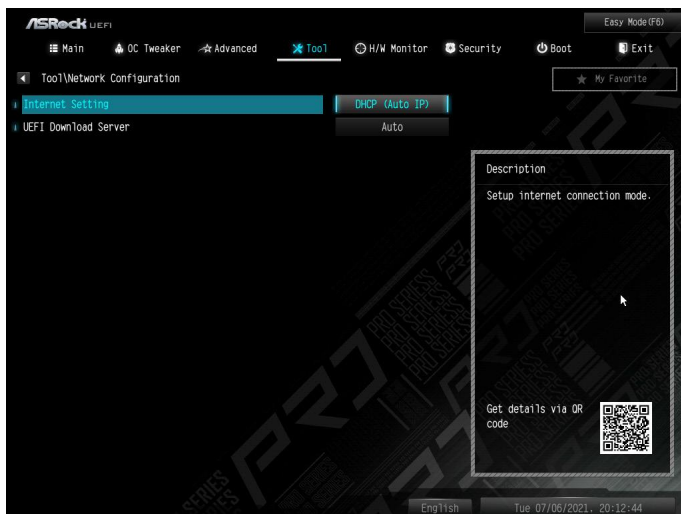 ASRock UEFI
Easy Mode(F6)
Main OC Tweaker Advanced Tool H/W Monitor Security Boot Exit
Tool\Network Configuration
My Favorite
Internet Setting DHCP (Auto IP)
UEFI Download Server Auto
Description
Setup internet connection mode.
Get details via QR
code
PRO SERIES
English
Tue 07/06/2021. 20:12:44